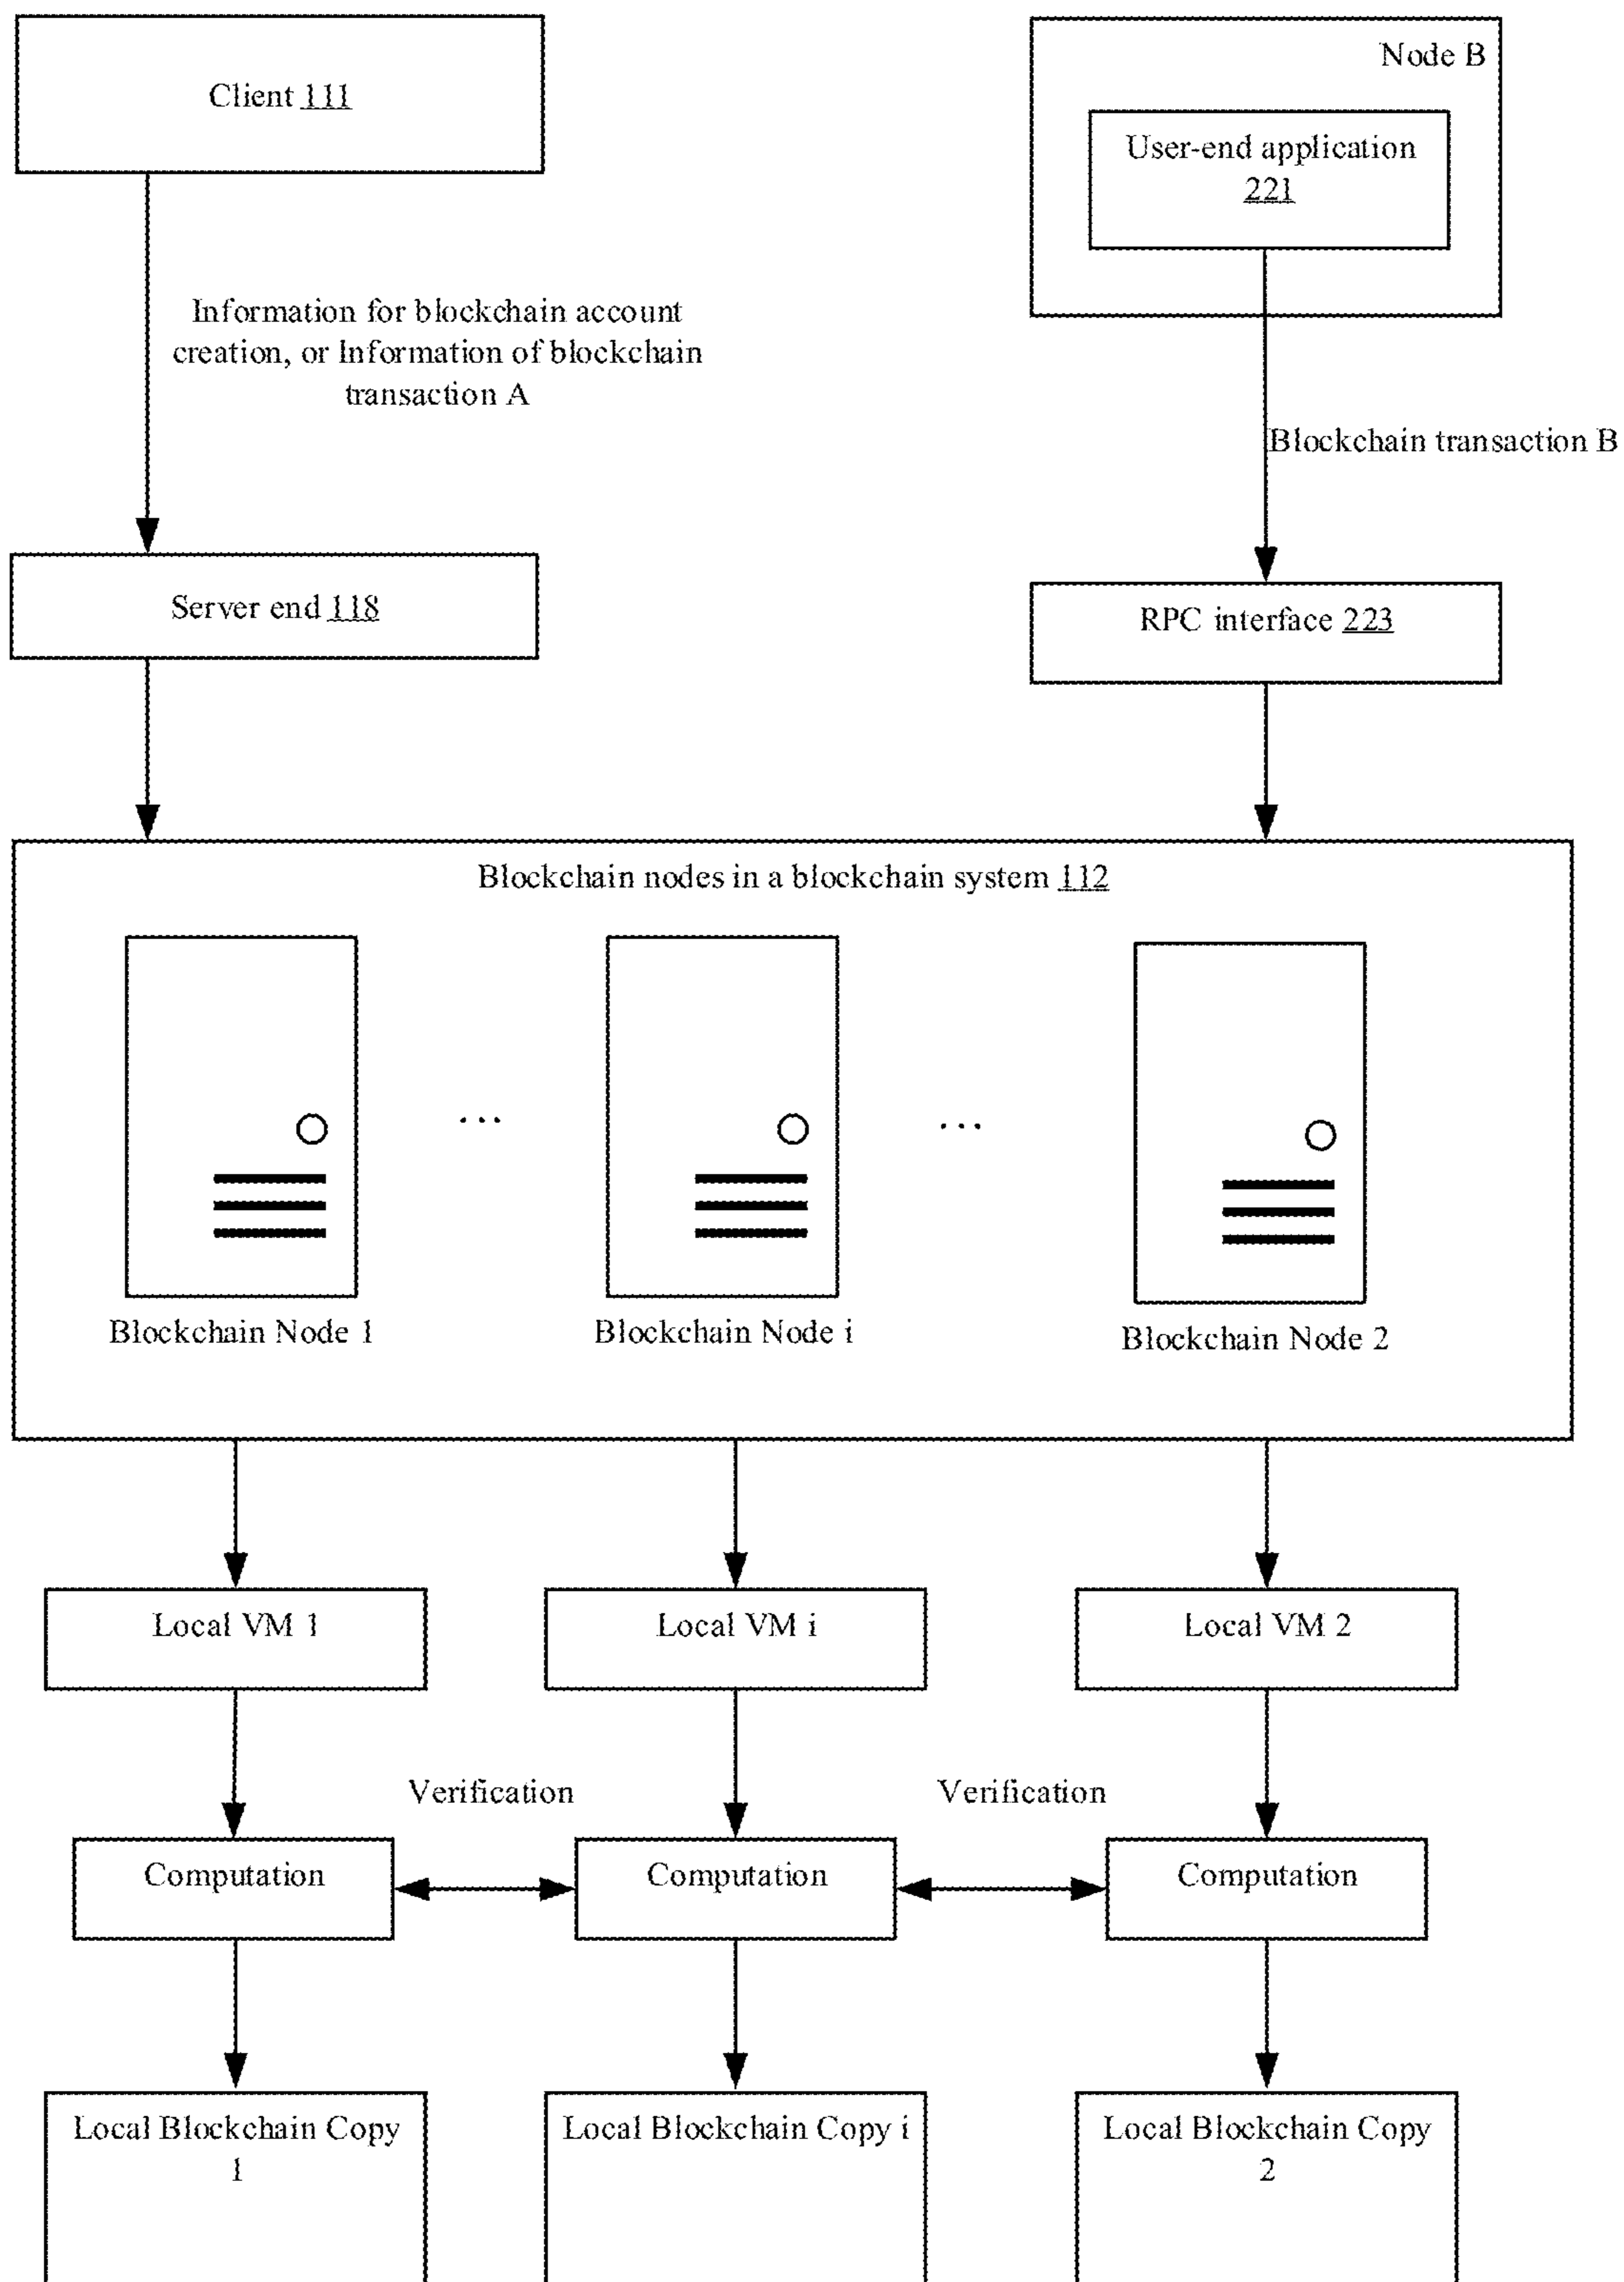 Client 111
Node B
User-end application
221
Information for blockchain account
creation, or Information of blockchain
transaction A
Blockchain transaction B
Server end 118
RPC interface 223
Blockchain nodes in a blockchain system 112
...
...
Blockchain Node 1
Blockchain Node i
Blockchain Node 2
Local VM 1
Local VM i
Local VM 2
Verification
Verification
Computation
Computation
Computation
Local Blockchain Copy
1
Local Blockchain Copy i
Local Blockchain Copy
2